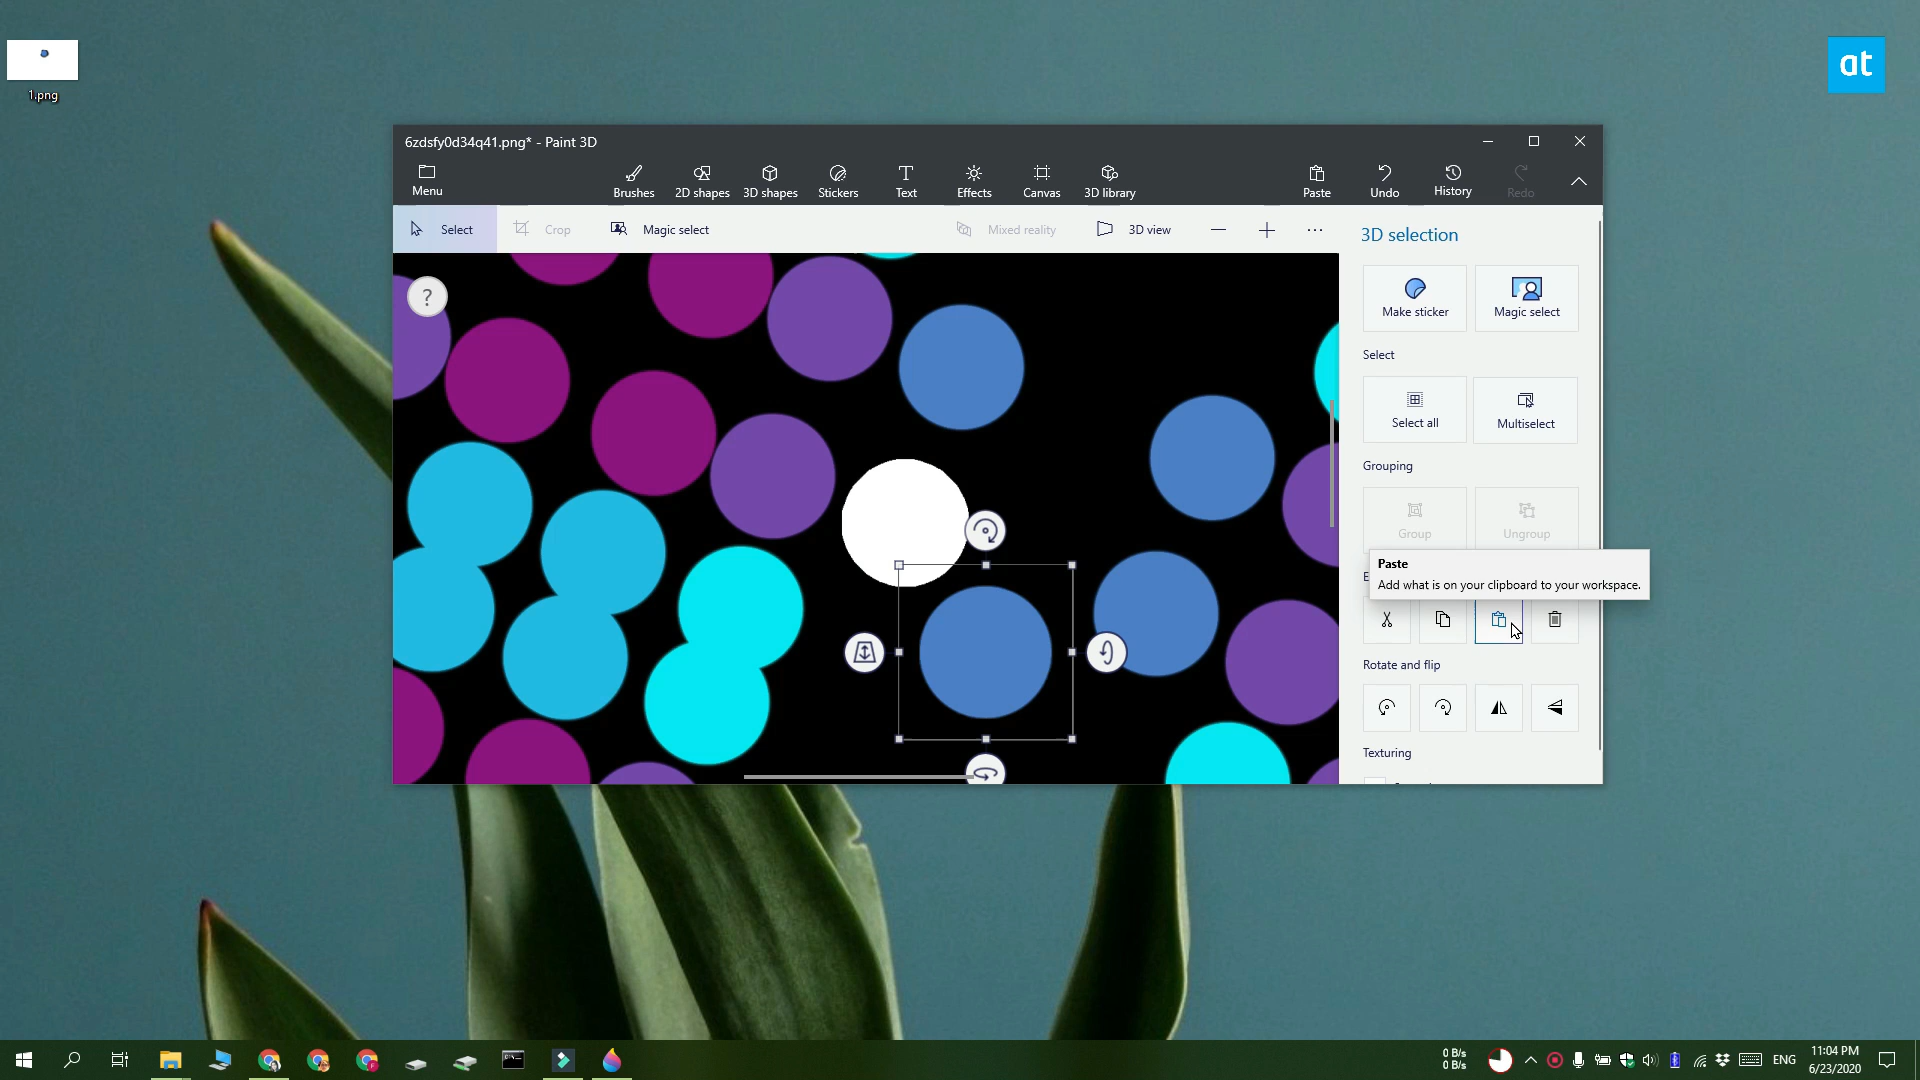 1.png
at
6zdsfy0d34q41.png* - Paint 3D
Menu
Brushes
2D shapes
3D shapes
Stickers
Text
Effects
Canvas
3D library
Paste
Undo
History
Redo
Select
Crop
Magic select
Mixed reality
3D view
3D selection
?
Make sticker
Magic select
Select
Select all
Multiselect
Grouping
Group
Ungroup
Paste
Add what is on your clipboard to your workspace.
E
Rotate and flip
Texturing
0 B/s
0 B/s
ENG
11:04 PM
6/23/2020